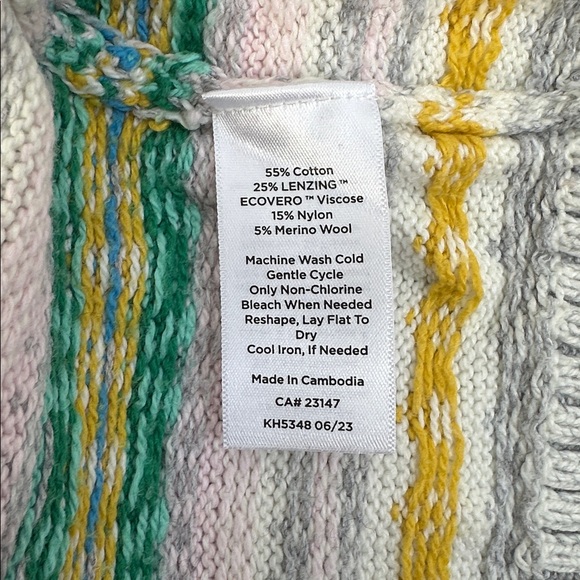 55% Cotton
25% LENZING™
ECOVERO™ Viscose
15% Nylon
5% Merino Wool
Machine Wash Cold
Gentle Cycle
Only Non-Chlorine
Bleach When Needed
Reshape, Lay Flat To
Dry
Cool Iron, If Needed
Made In Cambodia
CA# 23147
KH5348 06/23